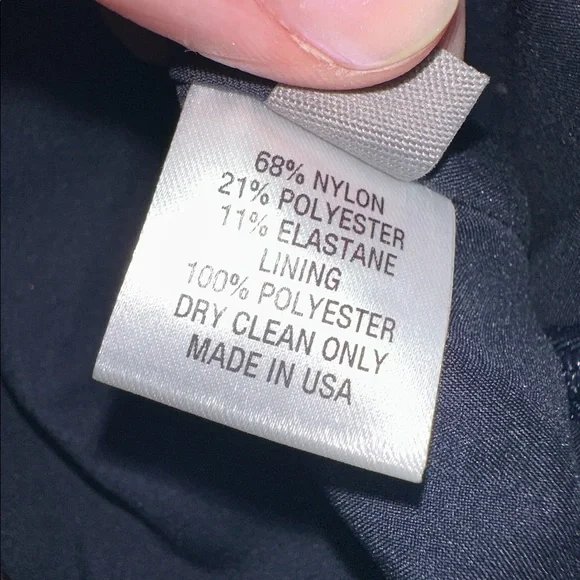 68% NYLON
21% POLYESTER
11% ELASTANE
LINING
100% POLYESTER
DRY CLEAN ONLY
MADE IN USA